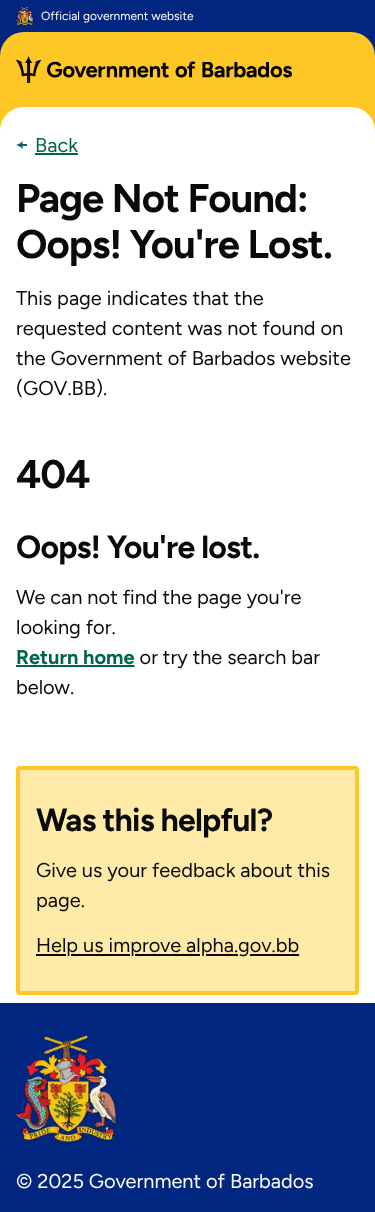 Official government website
Government of Barbados
Back
Page Not Found:
Oops! You're Lost.
This page indicates that the
requested content was not found on
the Government of Barbados website
(GOV.BB).
404
Oops! You're lost.
We can not find the page you're
looking for.
Return home or try the search bar
below.
Was this helpful?
Give us your feedback about this
page.
Help us improve alpha.gov.bb
PRIDE AND INDUSTRY
© 2025 Government of Barbados